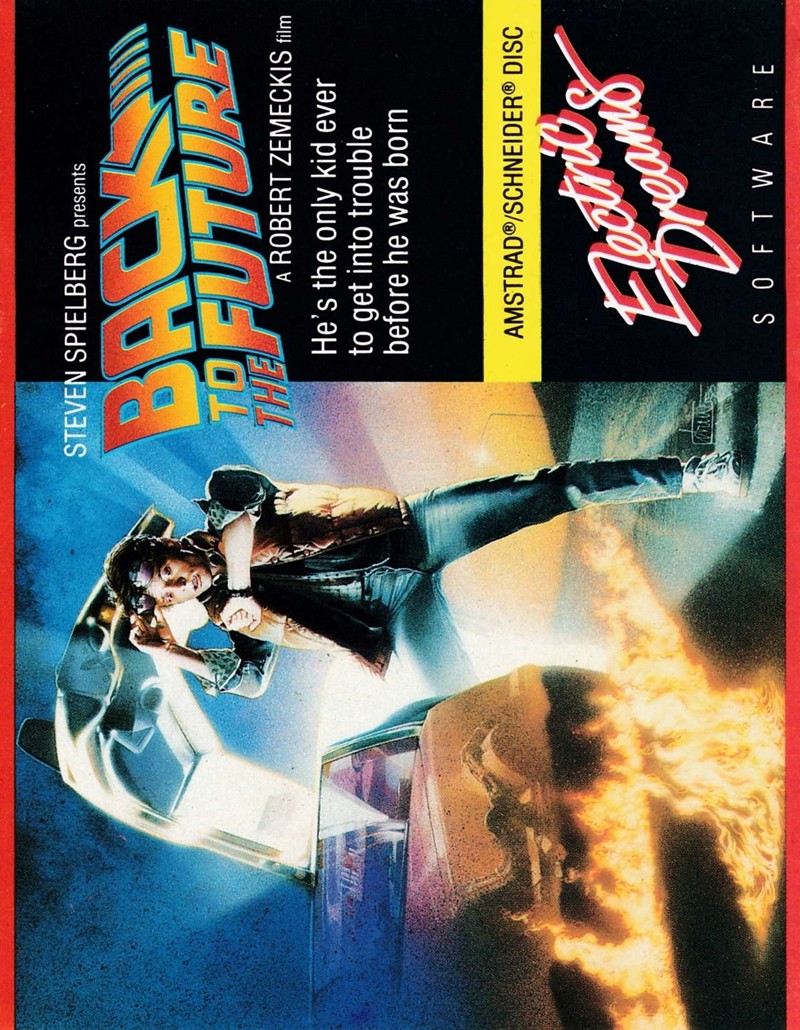 STEVEN SPIELBERG presents
BACK
TO THE FUTURE
A ROBERT ZEMECKIS film
He's the only kid ever
to get into trouble
before he was born
AMSTRAD®/SCHNEIDER® DISC
Electric
Dreams
SOFTWARE